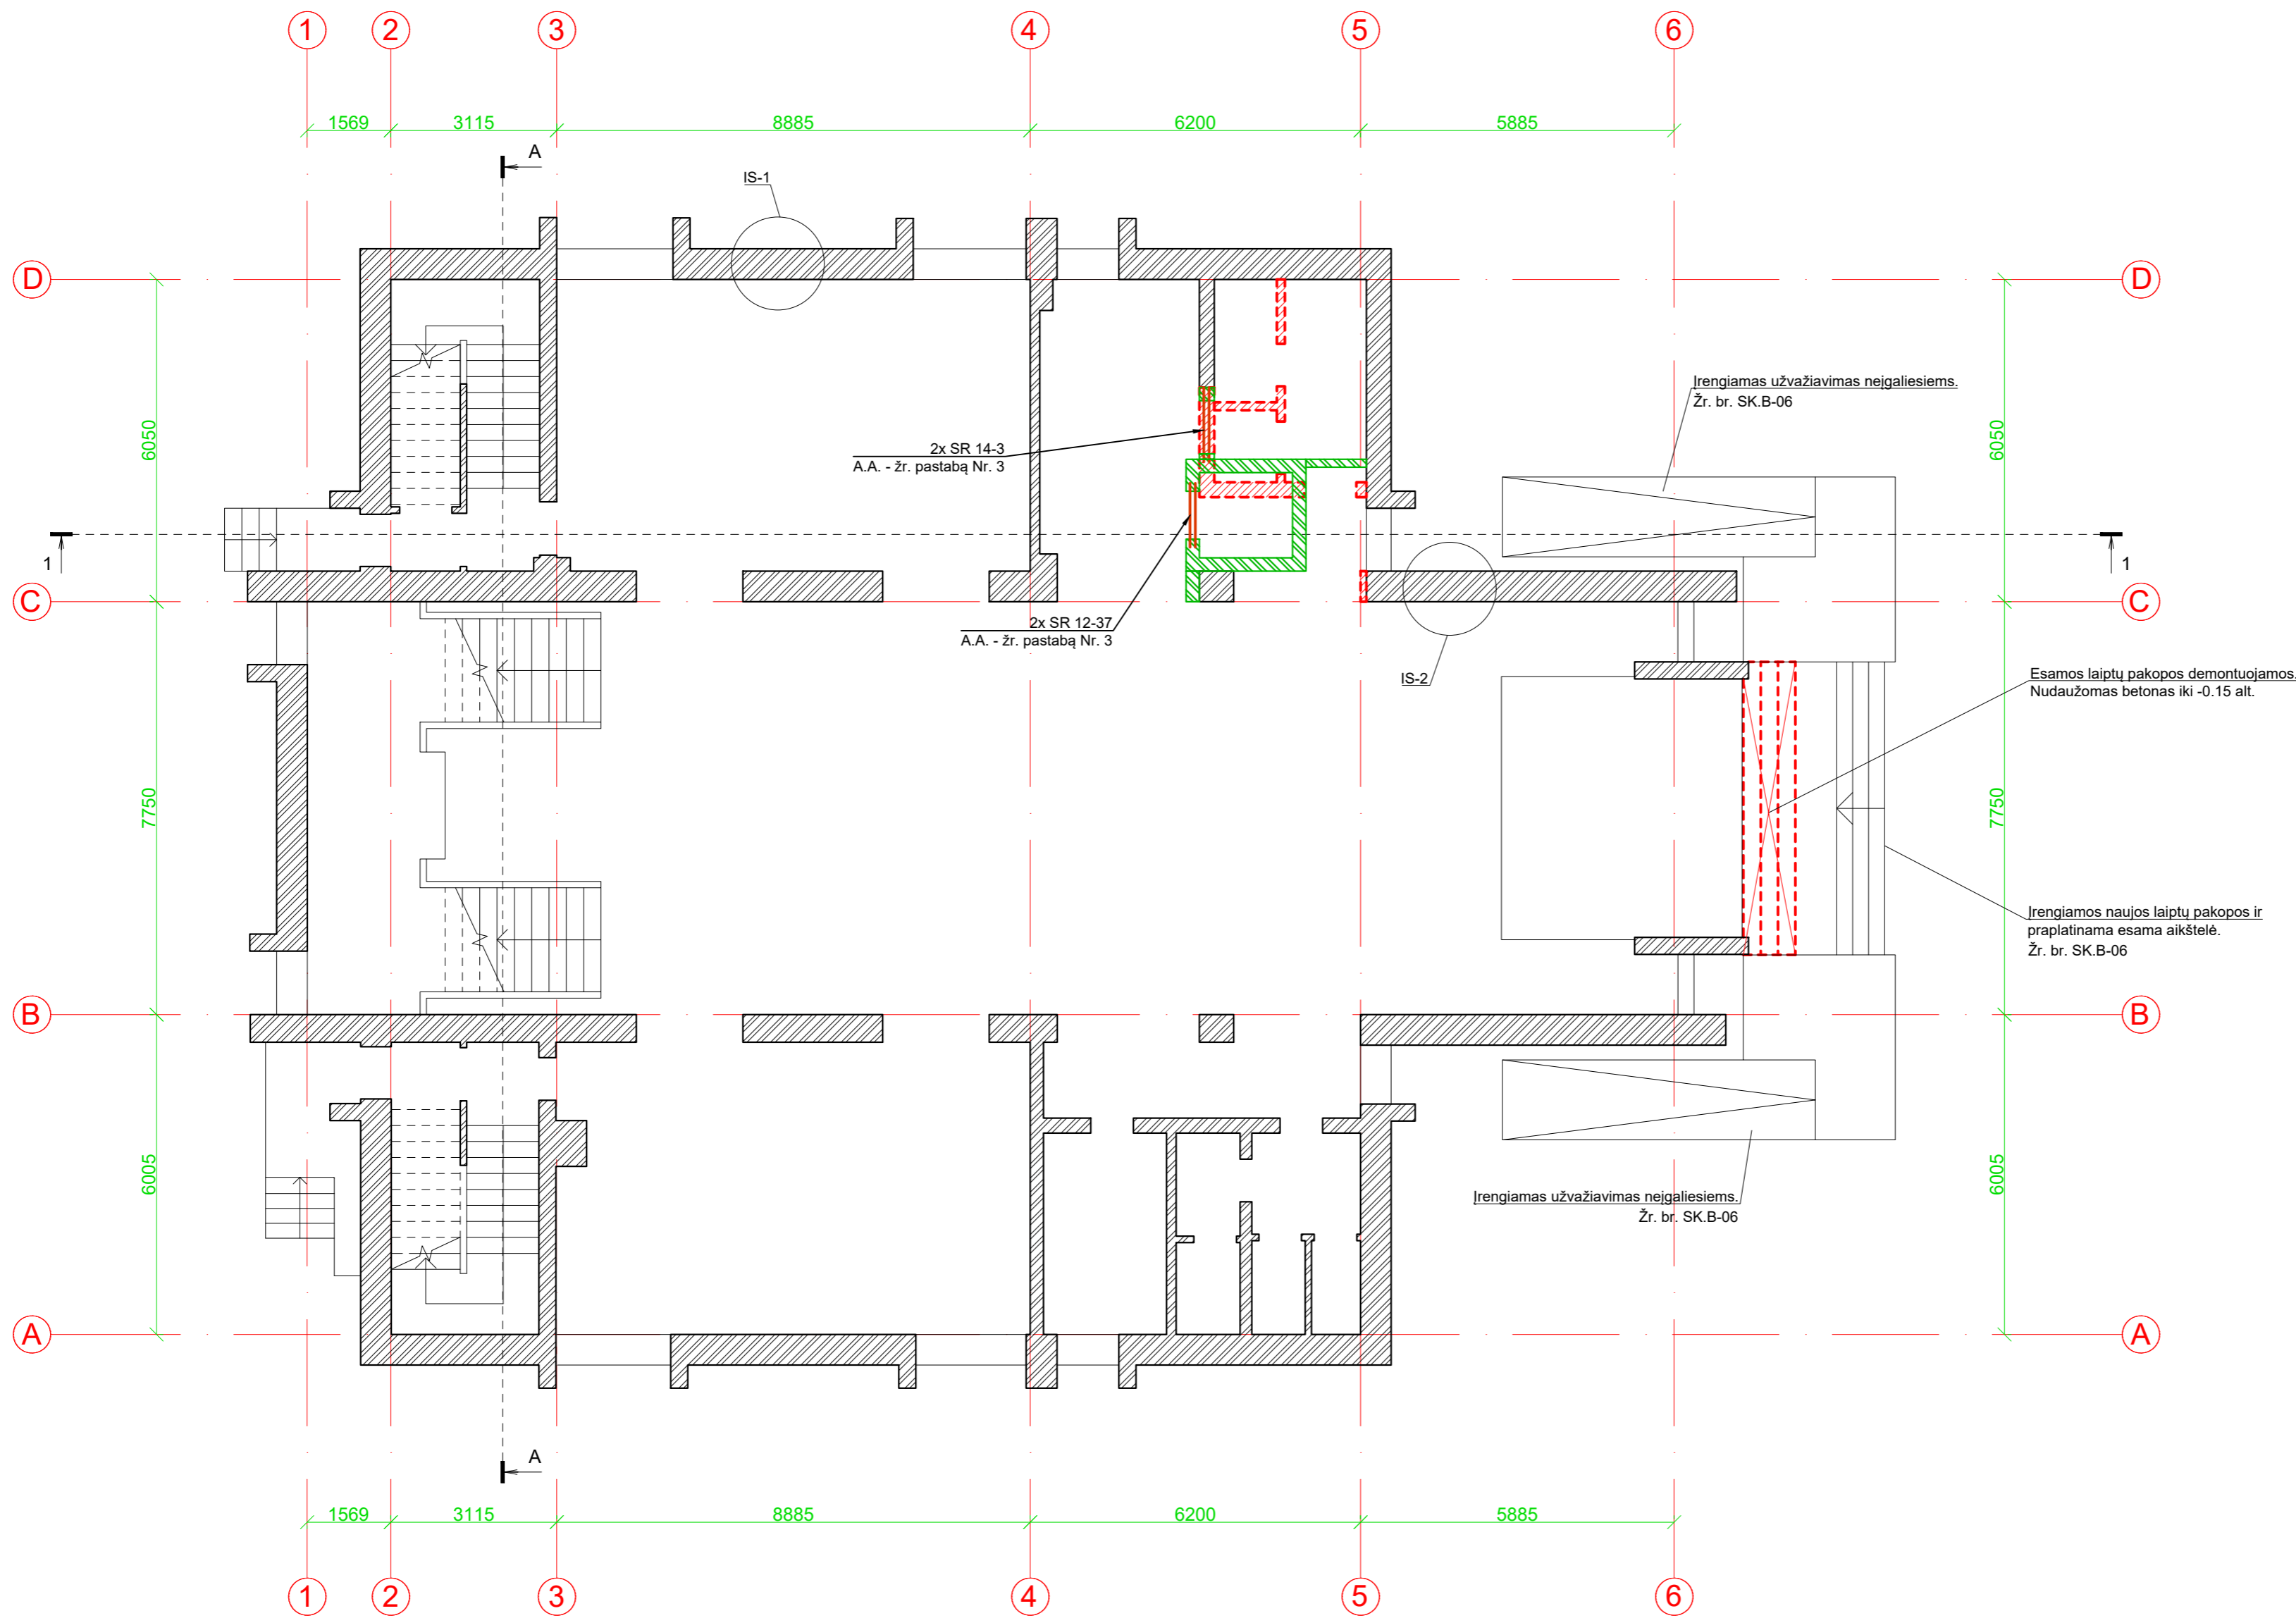 1 2 3 4 5 6
1569 3115 8885 6200 5885
A
IS-1
D D
Įrengiamas užvažiavimas neįgaliesiems.
Žr. br. SK.B-06
6050 6050
2x SR 14-3
A.A. - žr. pastabą Nr. 3
1 1
C C
2x SR 12-37
A.A. - žr. pastabą Nr. 3
IS-2
Esamos laiptų pakopos demontuojamos.
Nudaužomas betonas iki -0.15 alt.
7750 7750
Įrengiamos naujos laiptų pakopos ir
praplatinama esama aikštelė.
Žr. br. SK.B-06
B B
6005 6005
Įrengiamas užvažiavimas neįgaliesiems.
Žr. br. SK.B-06
A A
A
1569 3115 8885 6200 5885
1 2 3 4 5 6